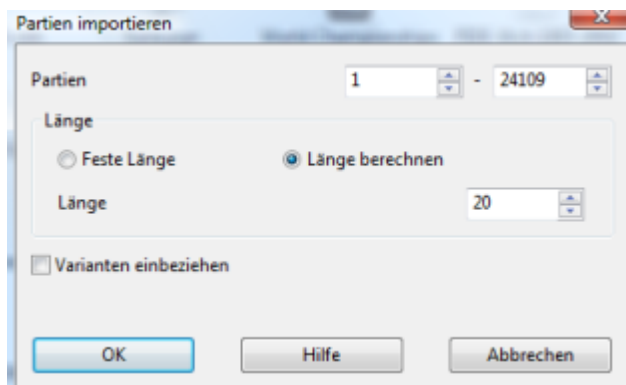 Partien importieren
Partien 1 - 24109
Länge
Feste Länge Länge berechnen
Länge 20
Varianten einbeziehen
OK Hilfe Abbrechen